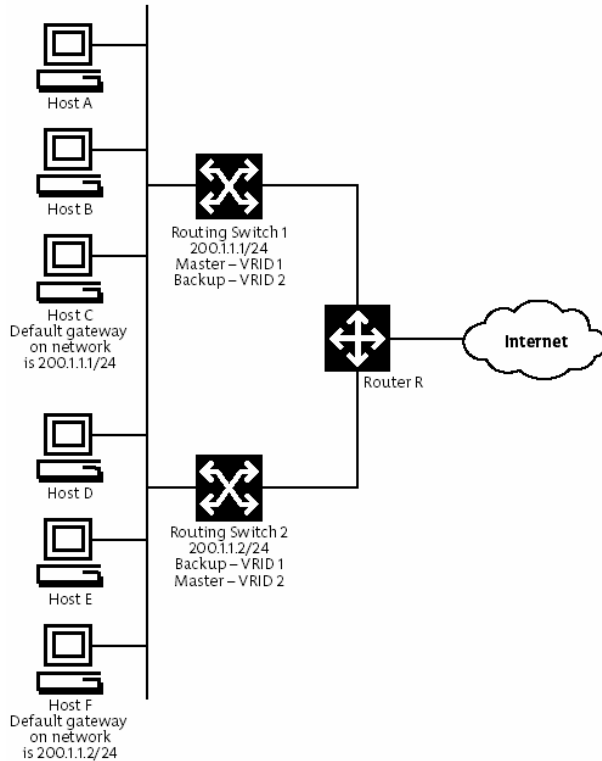 Host A
Host B
Host C
Default gateway
on network
is 200.1.1.1/24
Routing Switch 1
200.1.1.1/24
Master – VRID 1
Backup – VRID 2
Router R
Internet
Host D
Host E
Host F
Default gateway
on network
is 200.1.1.2/24
Routing Switch 2
200.1.1.2/24
Backup – VRID 1
Master – VRID 2